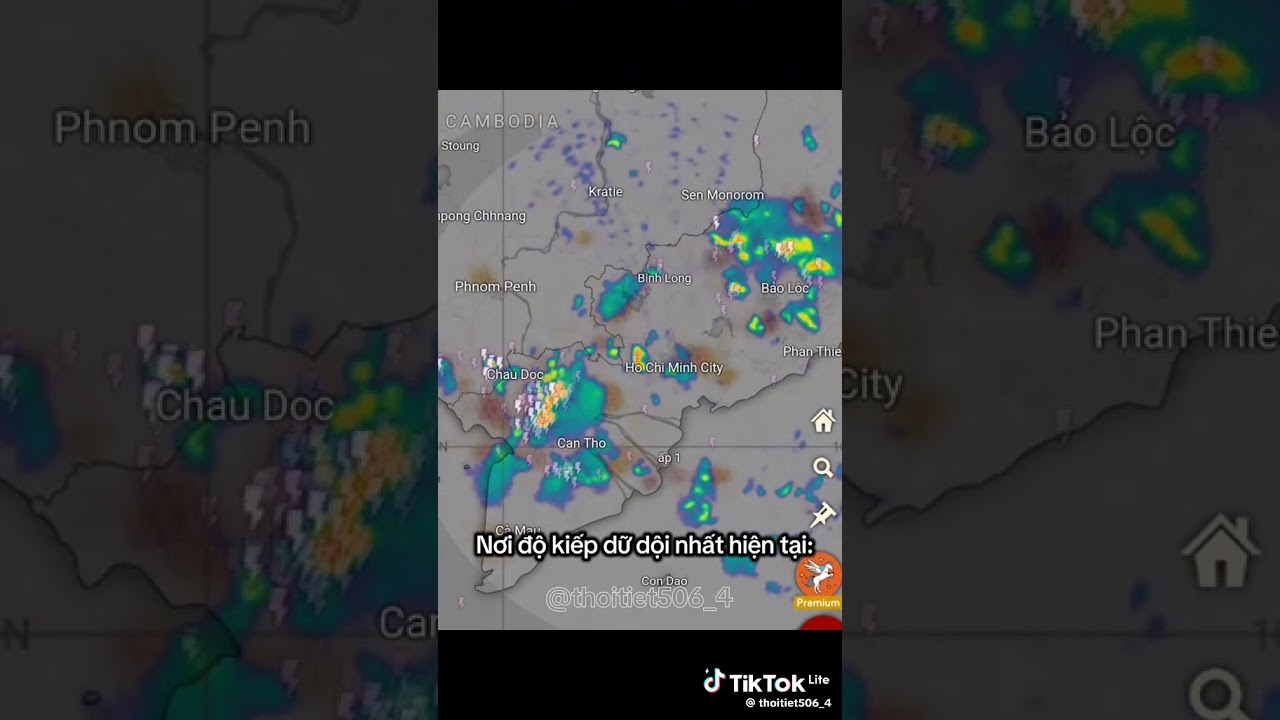 Phnom Penh
Chau Doc
Can
N
CAMBODIA
Stoung
Kratie
Sen Monorom
pong Chhnang
Phnom Penh
Binh Long
Bảo Lộc
Phan Thie
Chau Doc
Ho Chi Minh City
Can Tho
ấp 1
Cà Mau
Nơi độ kiếp dữ dội nhất hiện tại:
Con Dao
@thoitiet506_4
Premium
TikTok Lite
@ thoitiet506_4
Bảo Lộc
Phan Thie
City